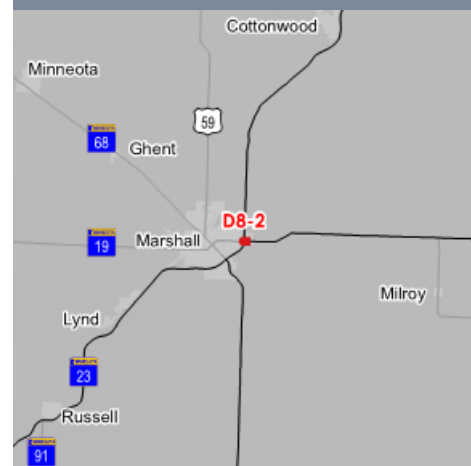 Cottonwood
Minneota
59
68
Ghent
D8-2
19
Marshall
Milroy
Lynd
23
Russell
91